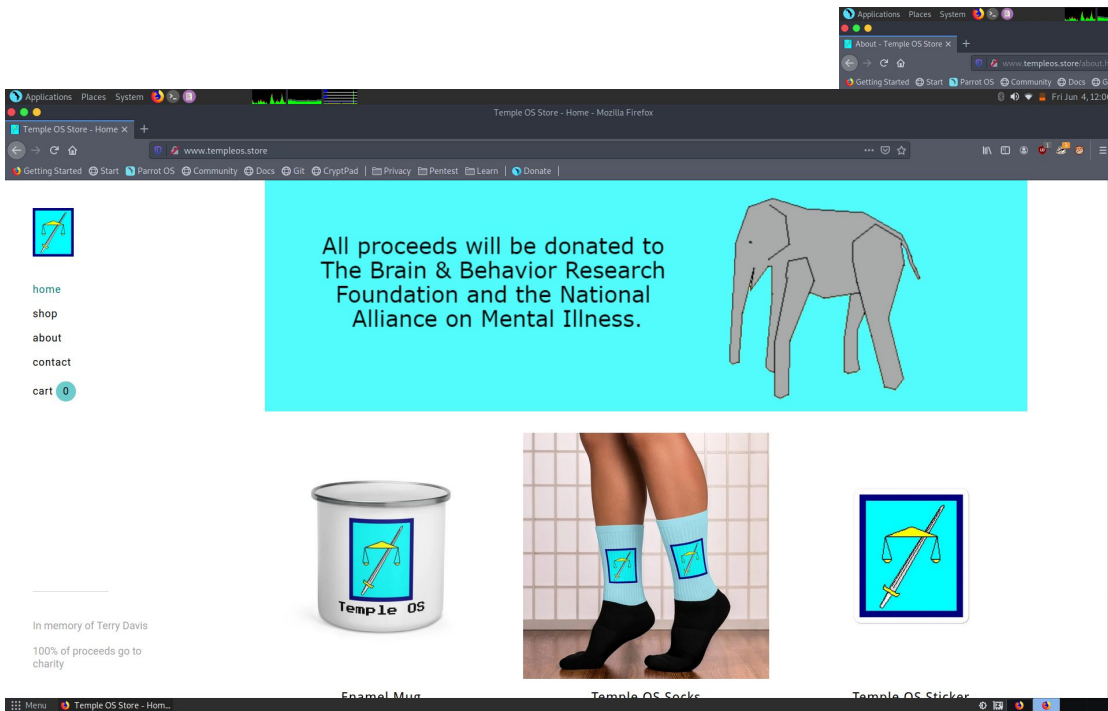 Applications Places System
About - Temple OS Store
www.templeos.store/about.h
Getting Started Start Parrot OS Community Docs G
Applications Places System
Fri Jun 4, 12:0
Temple OS Store - Home - Mozilla Firefox
Temple OS Store - Home
www.templeos.store
Getting Started Start Parrot OS Community Docs Git CryptPad Privacy Pentest Learn Donate
home
shop
about
contact
cart 0
All proceeds will be donated to
The Brain & Behavior Research
Foundation and the National
Alliance on Mental Illness.
Temple OS
In memory of Terry Davis
100% of proceeds go to
charity
Enamel Mug
Temple OS Socks
Temple OS Sticker
Menu Temple OS Store - Hom...